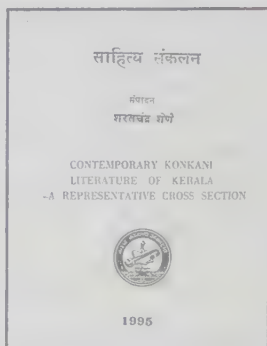 साहित्य संकलन
संपादन
शरतचंद्र शेणै
CONTEMPORARY KONKANI
LITERATURE OF KERALA
-A REPRESENTATIVE CROSS SECTION
1995